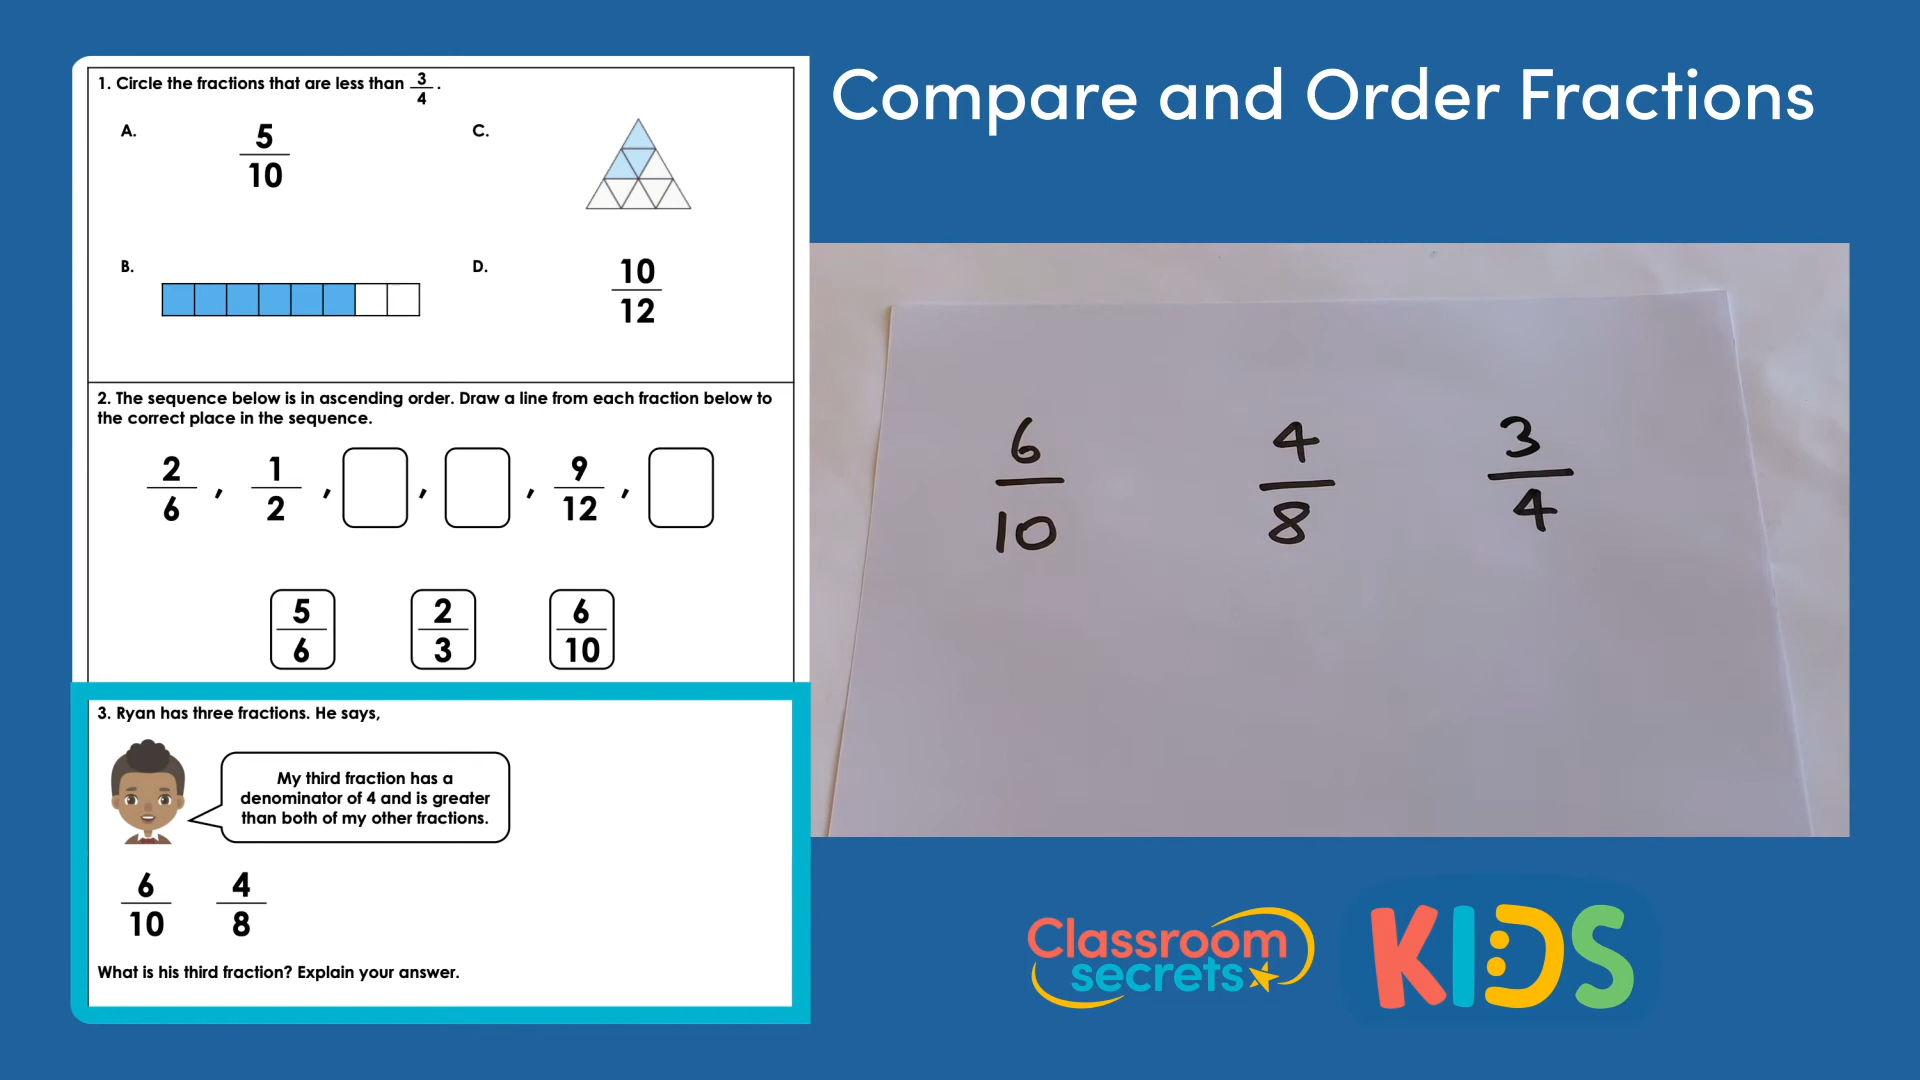 Compare and Order Fractions
1. Circle the fractions that are less than 3/4 .
A.
5/10
C.
B.
D.
10/12
2. The sequence below is in ascending order. Draw a line from each fraction below to
the correct place in the sequence.
2/6 , 1/2 , , , 9/12 ,
5/6 2/3 6/10
3. Ryan has three fractions. He says,
My third fraction has a
denominator of 4 and is greater
than both of my other fractions.
6/10 4/8
What is his third fraction? Explain your answer.
6/10 4/8 3/4
Classroom
secrets
KIDS